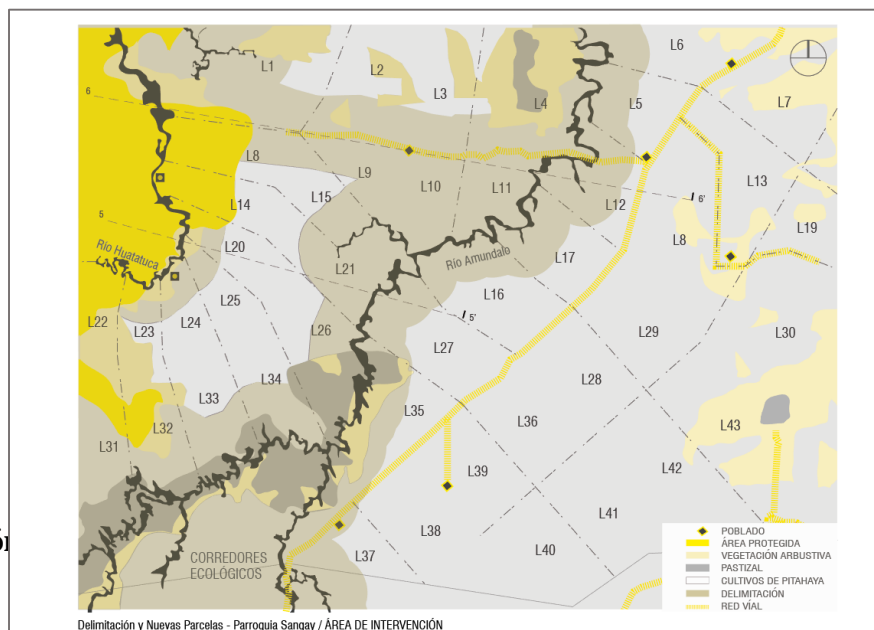 L1
L2
L3
L4
L5
L6
L7
6
L8
L9
L10
L11
L12
L13
L14
L15
6'
L19
L8
5
L20
Río Huatatuca
L21
Río Amundalo
L17
L16
L22
L23
L24
L25
L26
5'
L27
L29
L30
L28
L33
L34
L35
L36
L43
L31
L32
L39
L42
L38
L41
L40
L37
CORREDORES
ECOLÓGICOS
POBLADO
ÁREA PROTEGIDA
VEGETACIÓN ARBUSTIVA
PASTIZAL
CULTIVOS DE PITAHAYA
DELIMITACIÓN
RED VÍAL
Delimitación y Nuevas Parcelas - Parroquia Sangay / ÁREA DE INTERVENCIÓN